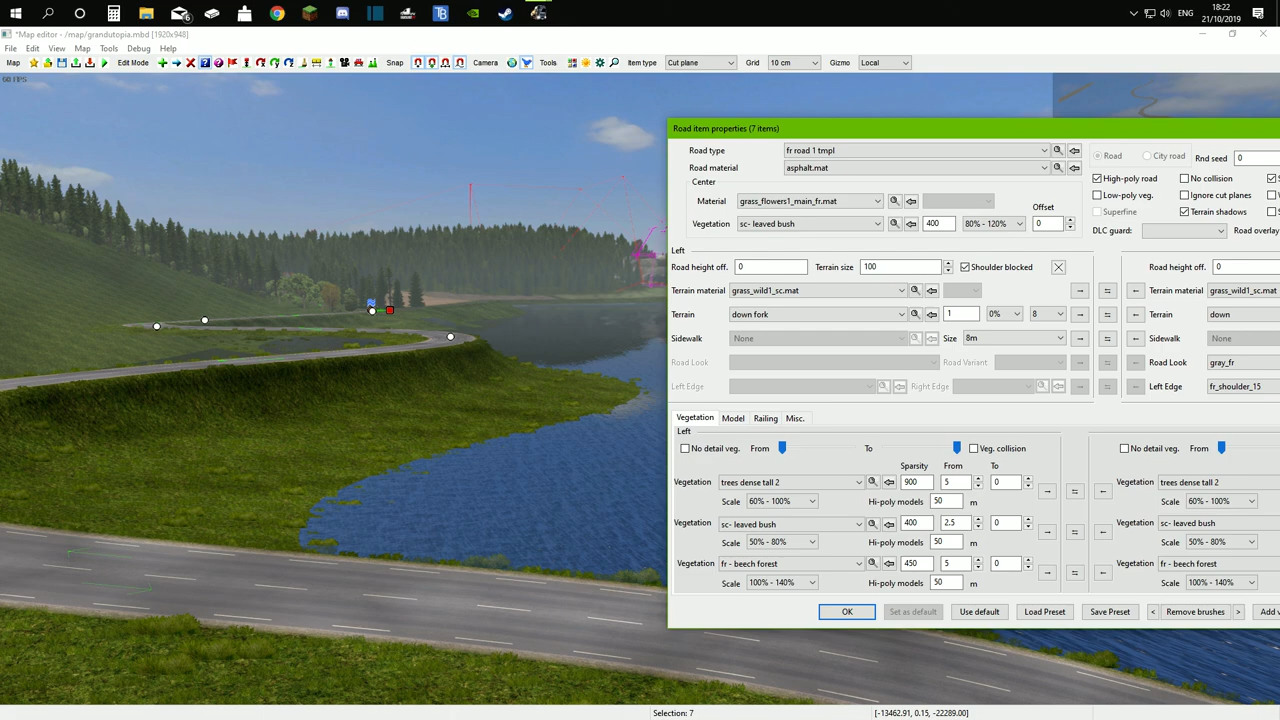 6
ENG
18:22
21/10/2019
*Map editor - /map/grandutopia.mbd [1920x948]
File Edit View Map Tools Debug Help
Map Edit Mode Snap Camera Tools Item type Cut plane Grid 10 cm Gizmo Local
60 FPS
Road item properties (7 items)
Road type fr road 1 tmpl Road City road Rnd seed 0
Road material asphalt.mat
Center High-poly road No collision S
Material grass_flowers1_main_fr.mat Low-poly veg. Ignore cut planes
Offset Superfine Terrain shadows
Vegetation sc- leaved bush 400 80% - 120% 0
DLC guard: Road overlay
Left
Road height off. 0 Terrain size 100 Shoulder blocked Road height off. 0
Terrain material grass_wild1_sc.mat Terrain material grass_wild1_sc.mat
Terrain down fork 1 0% 8 Terrain down
Sidewalk None Size 8m Sidewalk None
Road Look Road Variant Road Look gray_fr
Left Edge Right Edge Left Edge fr_shoulder_15
Vegetation Model Railing Misc.
Left
No detail veg. From To Veg. collision No detail veg. From
Sparsity From To
Vegetation trees dense tall 2 900 5 0 Vegetation trees dense tall 2
Scale 60% - 100% Hi-poly models 50 m Scale 60% - 100%
Vegetation sc- leaved bush 400 2.5 0 Vegetation sc- leaved bush
Scale 50% - 80% Hi-poly models 50 m Scale 50% - 80%
Vegetation fr - beech forest 450 5 0 Vegetation fr - beech forest
Scale 100% - 140% Hi-poly models 50 m Scale 100% - 140%
OK Set as default Use default Load Preset Save Preset < Remove brushes > Add v
Selection: 7 [-13462.91, 0.15, -22289.00]